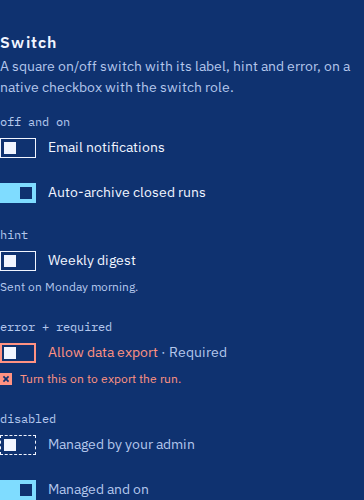 Switch
A square on/off switch with its label, hint and error, on a
native checkbox with the switch role.
off and on
Email notifications
Auto-archive closed runs
hint
Weekly digest
Sent on Monday morning.
error + required
Allow data export · Required
Turn this on to export the run.
disabled
Managed by your admin
Managed and on